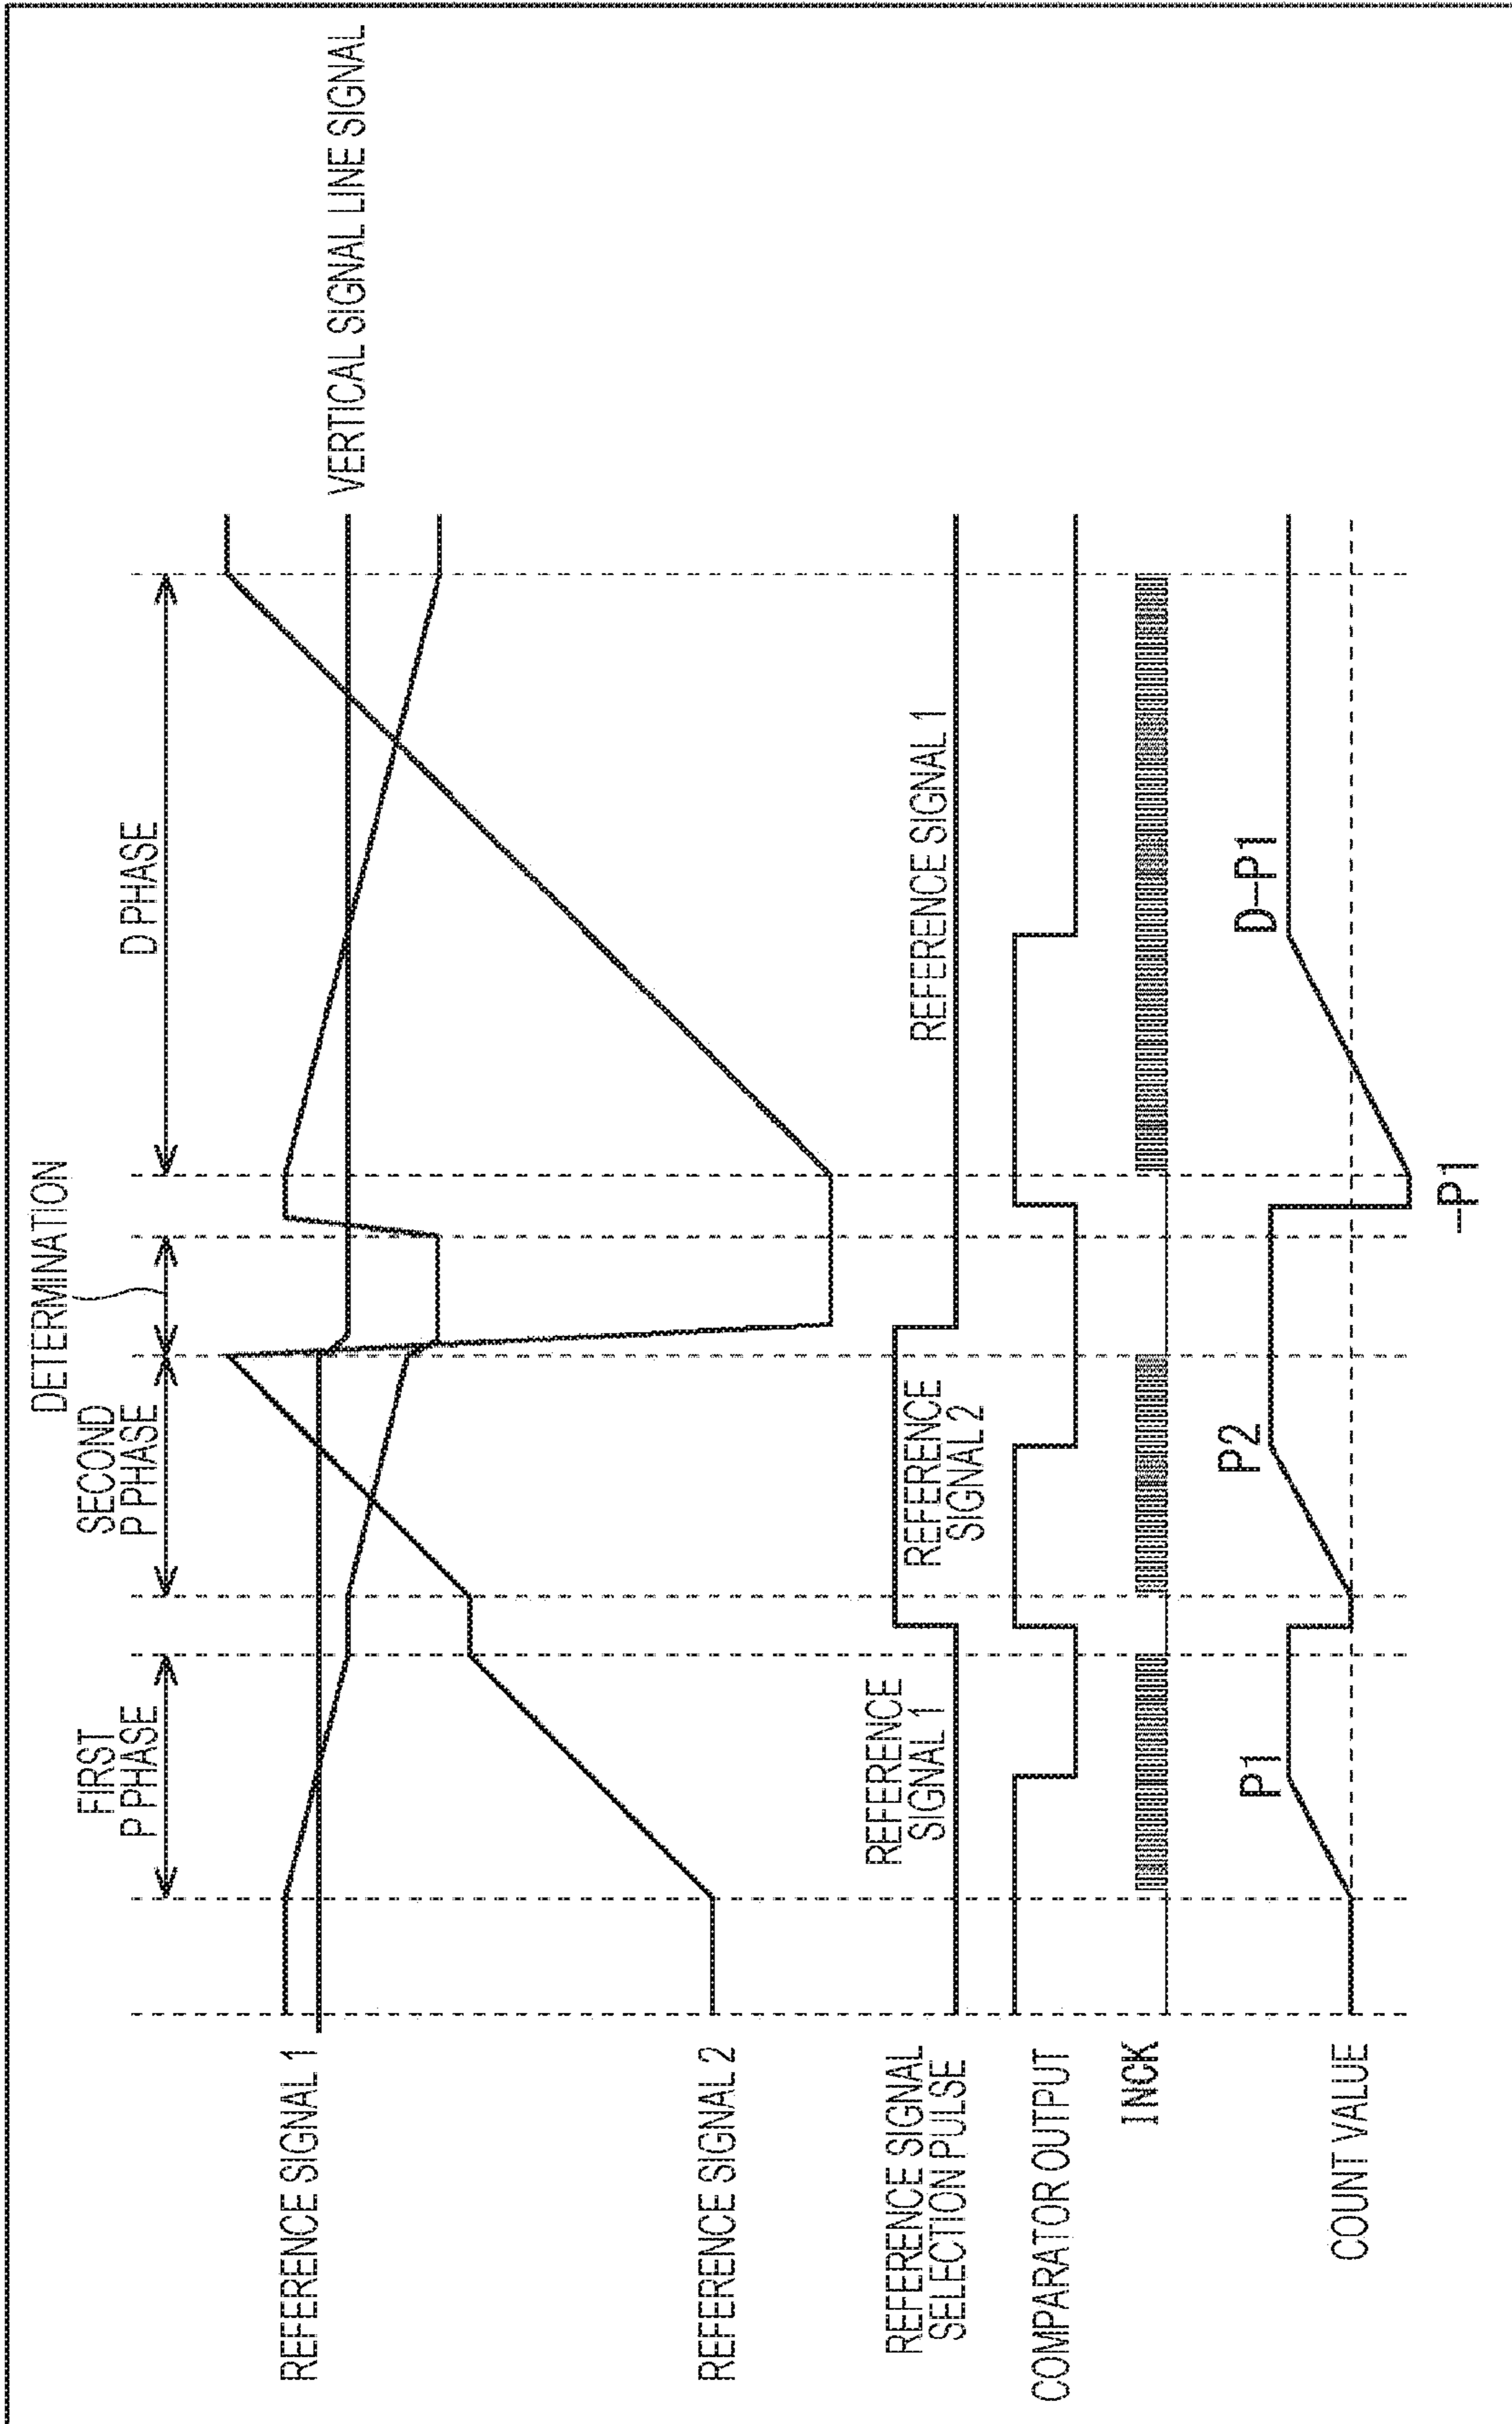 FIRST
P PHASE
SECOND
P PHASE
DETERMINATION
D PHASE
VERTICAL SIGNAL LINE SIGNAL
REFERENCE SIGNAL 1
REFERENCE SIGNAL 2
REFERENCE SIGNAL
SELECTION PULSE
REFERENCE
SIGNAL 1
REFERENCE
SIGNAL 2
REFERENCE SIGNAL 1
COMPARATOR OUTPUT
INCK
COUNT VALUE
P1
P2
-P1
D-P1